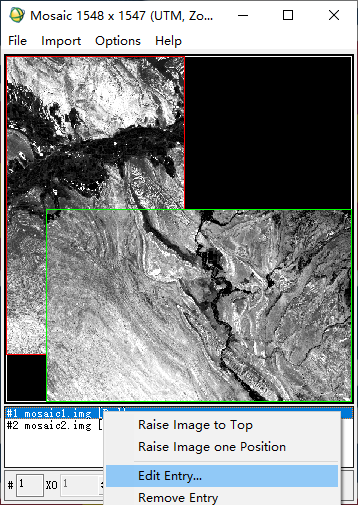 Mosaic 1548 x 1547 (UTM, Zo...
File Import Options Help
#1 mosaic1.img
#2 mosaic2.img [
Raise Image to Top
Raise Image one Position
Edit Entry...
Remove Entry
# 1 XO 1